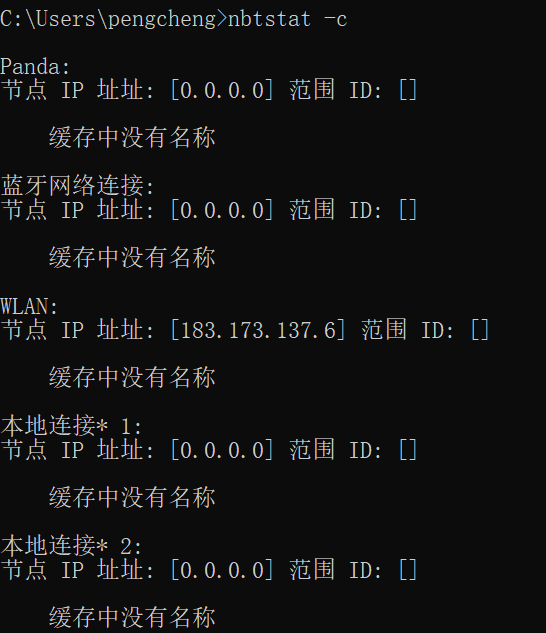 C:\Users\pengcheng>nbtstat -c
Panda:
节点 IP 址址: [0.0.0.0] 范围 ID: []
缓存中没有名称
蓝牙网络连接:
节点 IP 址址: [0.0.0.0] 范围 ID: []
缓存中没有名称
WLAN:
节点 IP 址址: [183.173.137.6] 范围 ID: []
缓存中没有名称
本地连接* 1:
节点 IP 址址: [0.0.0.0] 范围 ID: []
缓存中没有名称
本地连接* 2:
节点 IP 址址: [0.0.0.0] 范围 ID: []
缓存中没有名称